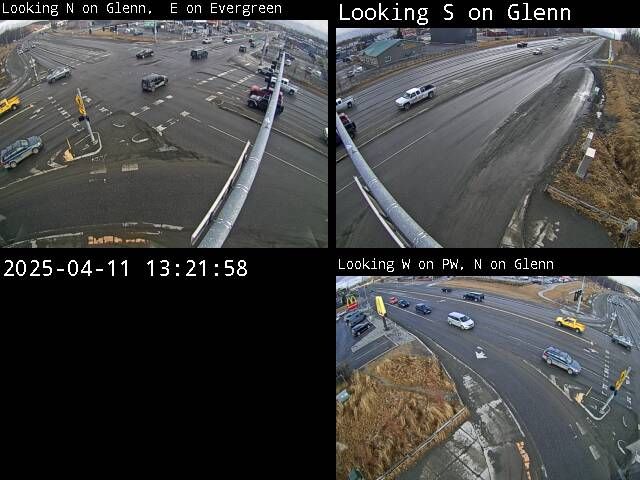 Looking N on Glenn, E on Evergreen
Looking S on Glenn
2025-04-11 13:21:58
Looking W on PW, N on Glenn